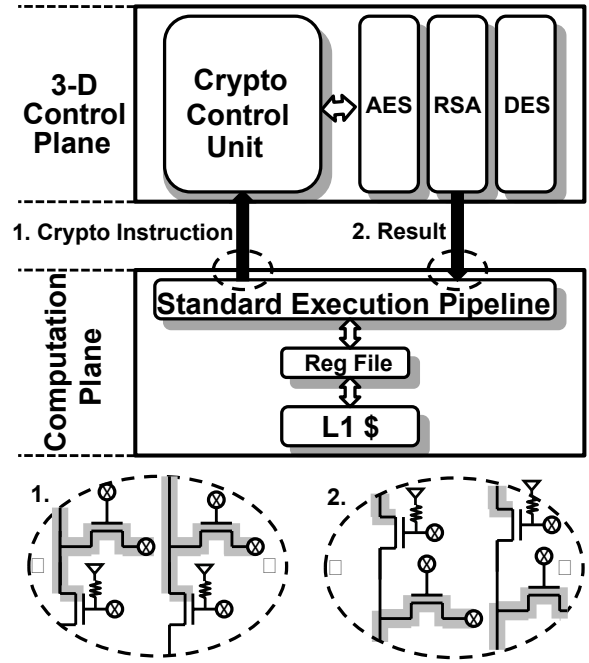 3-D
Control
Plane
Crypto
Control
Unit
AES
RSA
DES
1. Crypto Instruction
2. Result
Computation
Plane
Standard Execution Pipeline
Reg File
L1 $
1.
2.